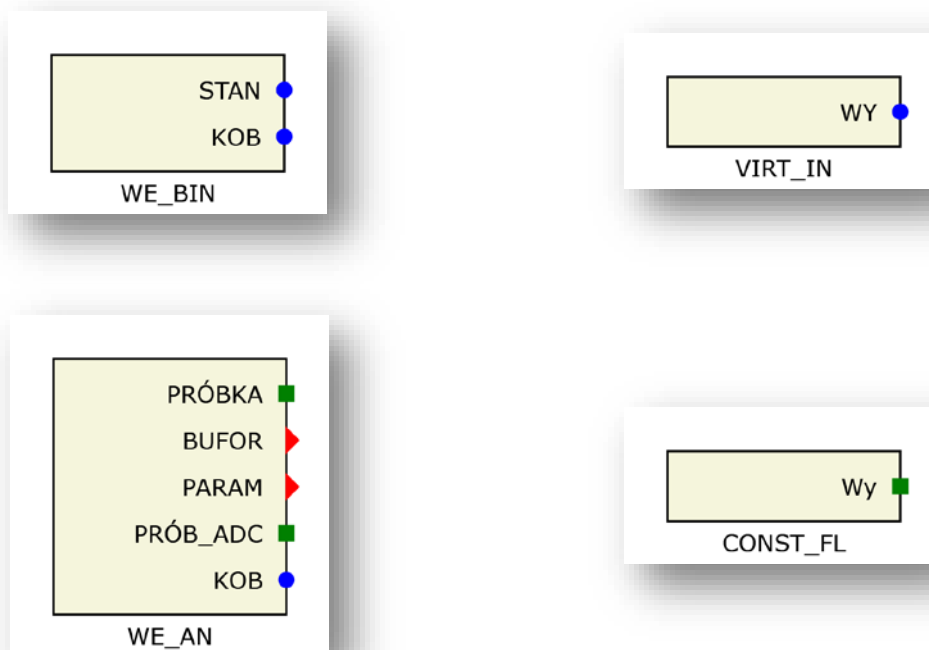 STAN
KOB
WE_BIN
WY
VIRT_IN
PRÓBKA
BUFOR
PARAM
PRÓB_ADC
KOB
WE_AN
Wy
CONST_FL